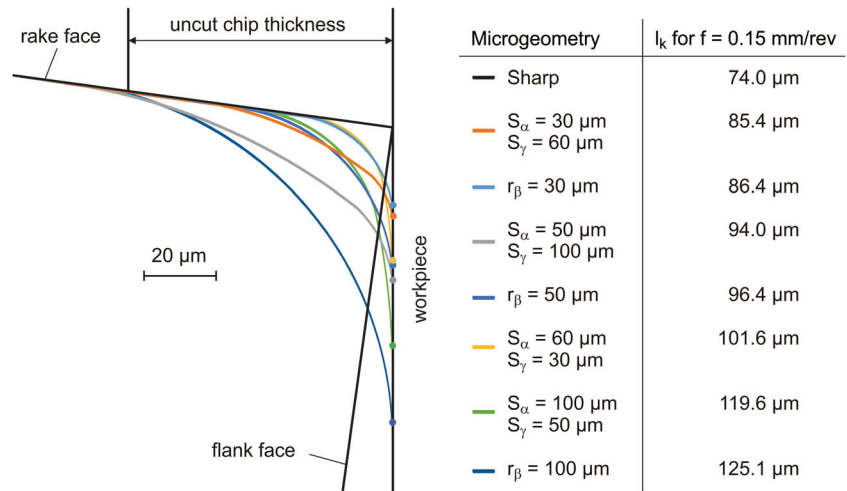 uncut chip thickness
rake face
20 µm
workpiece
flank face
Microgeometry lₖ for f = 0.15 mm/rev
Sharp 74.0 µm
Sα = 30 µm 85.4 µm
Sγ = 60 µm
rβ = 30 µm 86.4 µm
Sα = 50 µm 94.0 µm
Sγ = 100 µm
rβ = 50 µm 96.4 µm
Sα = 60 µm 101.6 µm
Sγ = 30 µm
Sα = 100 µm 119.6 µm
Sγ = 50 µm
rβ = 100 µm 125.1 µm